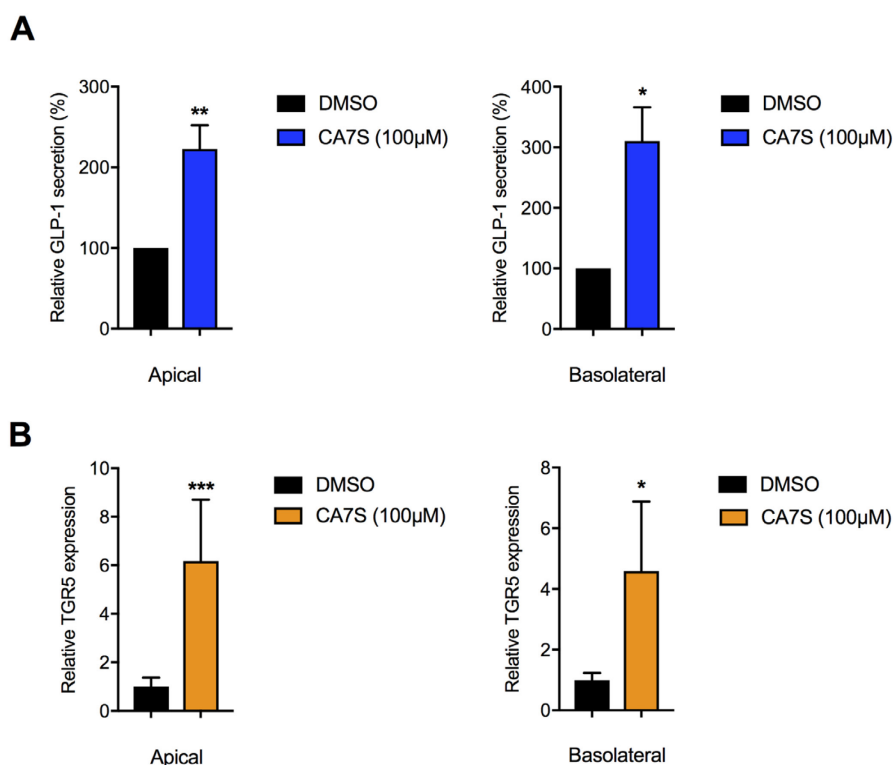 A
Relative GLP-1 secretion (%)
300
200
100
0
**
DMSO
CA7S (100µM)
Apical
Relative GLP-1 secretion (%)
400
300
200
100
0
*
DMSO
CA7S (100µM)
Basolateral
B
Relative TGR5 expression
10
8
6
4
2
0
***
DMSO
CA7S (100µM)
Apical
Relative TGR5 expression
8
6
4
2
0
*
DMSO
CA7S (100µM)
Basolateral